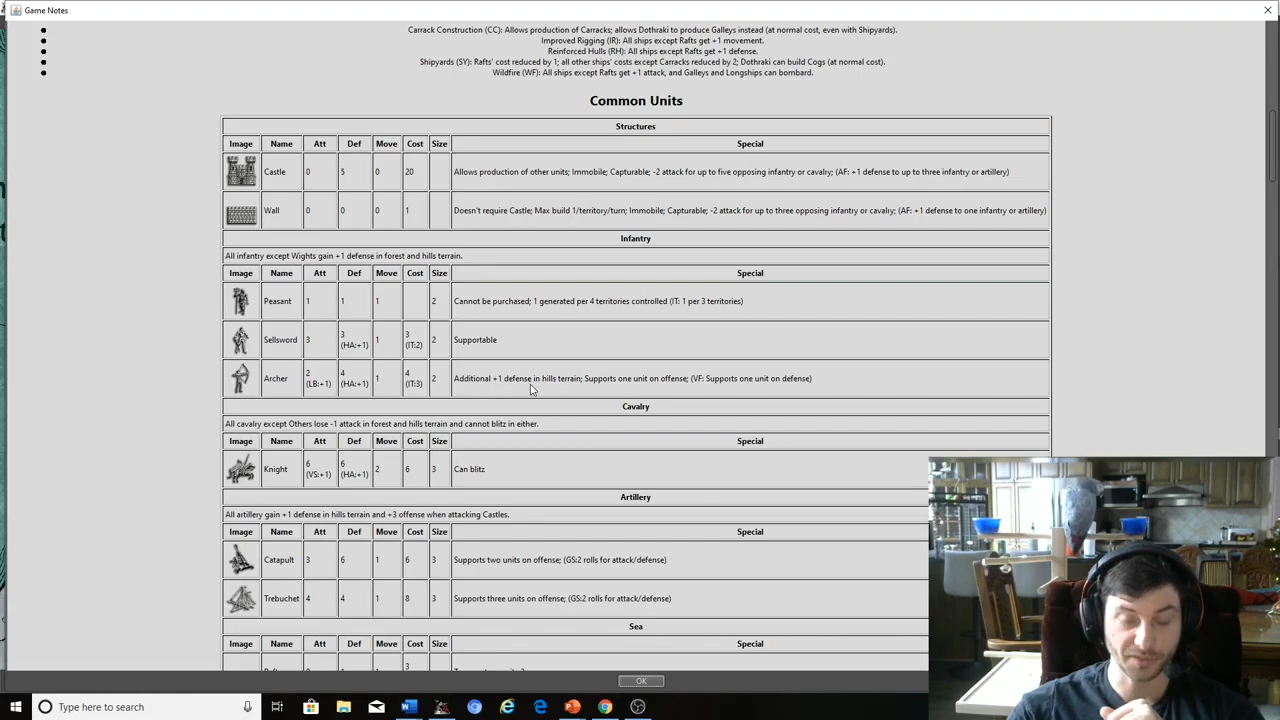 Game Notes
Carrack Construction (CC): Allows production of Carracks; allows Dothraki to produce Galleys instead (at normal cost, even with Shipyards).
Improved Rigging (IR): All ships except Rafts get +1 movement.
Reinforced Hulls (RH): All ships except Rafts get +1 defense.
Shipyards (SY): Rafts' cost reduced by 1; all other ships' costs except Carracks reduced by 2; Dothraki can build Cogs (at normal cost).
Wildfire (WF): All ships except Rafts get +1 attack, and Galleys and Longships can bombard.
Common Units
Structures
Image Name Att Def Move Cost Size Special
Castle 0 5 0 20 Allows production of other units; Immobile; Capturable; -2 attack for up to five opposing infantry or cavalry; (AF: +1 defense to up to three infantry or artillery)
Wall 0 0 0 1 Doesn't require Castle; Max build 1/territory/turn; Immobile; Capturable; -2 attack for up to three opposing infantry or cavalry; (AF: +1 defense to one infantry or artillery)
Infantry
All infantry except Wights gain +1 defense in forest and hills terrain.
Image Name Att Def Move Cost Size Special
Peasant 1 1 1 2 Cannot be purchased; 1 generated per 4 territories controlled (IT: 1 per 3 territories)
Sellsword 3 3 (HA:+1) 1 3 (IT:2) 2 Supportable
Archer 2 (LB:+1) 4 (HA:+1) 1 4 (IT:3) 2 Additional +1 defense in hills terrain; Supports one unit on offense; (VF: Supports one unit on defense)
Cavalry
All cavalry except Others lose -1 attack in forest and hills terrain and cannot blitz in either.
Image Name Att Def Move Cost Size Special
Knight 6 (VS:+1) 6 (HA:+1) 2 6 3 Can blitz
Artillery
All artillery gain +1 defense in hills terrain and +3 offense when attacking Castles.
Image Name Att Def Move Cost Size Special
Catapult 3 6 1 6 3 Supports two units on offense; (GS:2 rolls for attack/defense)
Trebuchet 4 4 1 8 3 Supports three units on offense; (GS:2 rolls for attack/defense)
Sea
Image Name Att Def Move Cost Size Special
3
OK
Type here to search